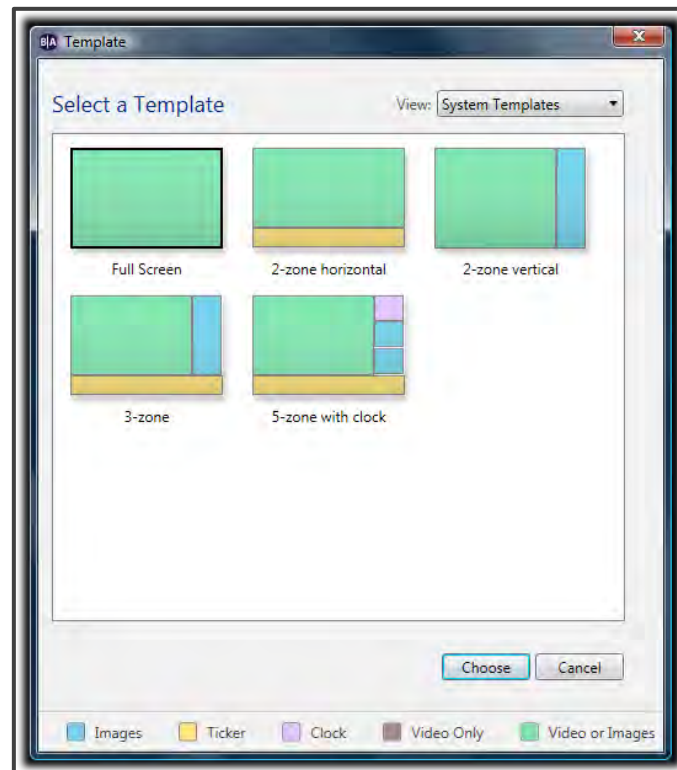 B|A Template
Select a Template View: System Templates
Full Screen 2-zone horizontal 2-zone vertical
3-zone 5-zone with clock
Choose Cancel
Images Ticker Clock Video Only Video or Images